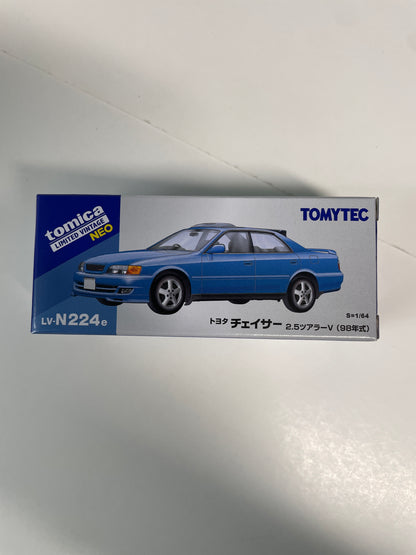 tomica
LIMITED VINTAGE
NEO
TOMYTEC
S=1/64
LV-N224e
トヨタ チェイサー 2.5ツアラーV (98年式)